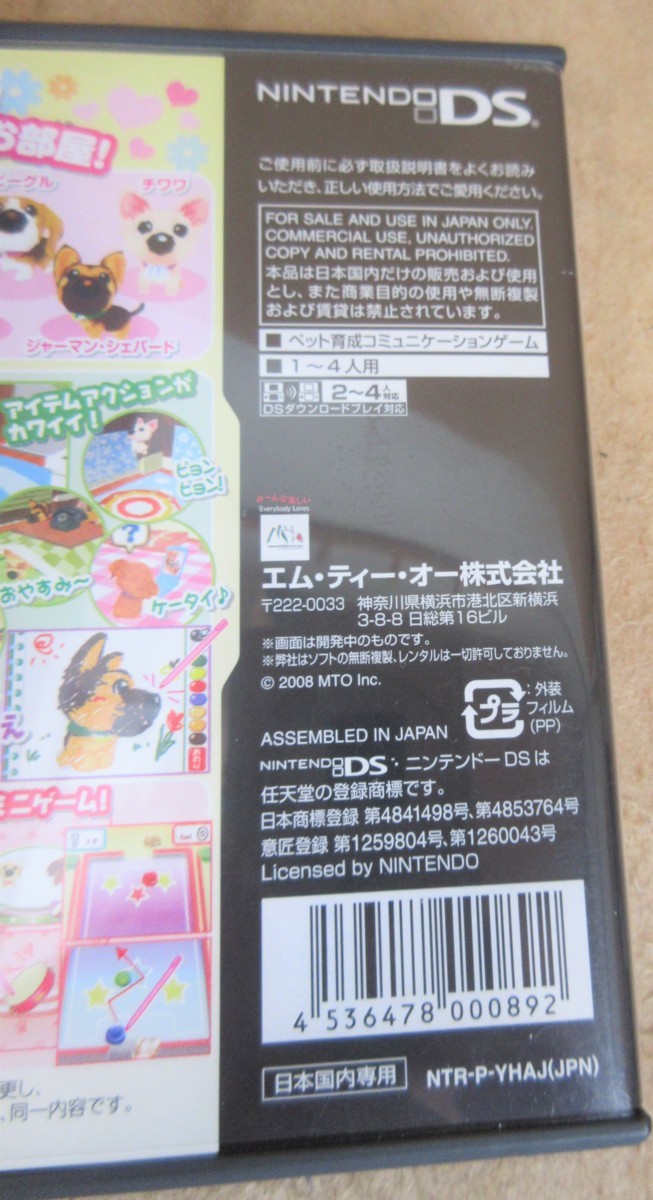 お部屋!
ビーグル
チワワ
ジャーマン・シェパード
アイテムアクションが
カワイイ!
ピョン
ピョン!
おやすみ〜
ケータイ♪
え
おわり
ミニゲーム!
更し、
、同一内容です。
NINTENDO DS®
ご使用前に必ず取扱説明書をよくお読み
いただき、正しい使用方法でご愛用ください。
FOR SALE AND USE IN JAPAN ONLY.
COMMERCIAL USE, UNAUTHORIZED
COPY AND RENTAL PROHIBITED.
本品は日本国内だけの販売および使用
とし、また商業目的の使用や無断複製
および賃貸は禁止されています。
■ ペット育成コミュニケーションゲーム
■ 1〜4人用
2〜4人対応
DSダウンロードプレイ対応
み〜んな楽しい
Everybody Loves
エム・ティー・オー株式会社
〒222-0033 神奈川県横浜市港北区新横浜
3-8-8 日総第16ビル
※画面は開発中のものです。
※弊社はソフトの無断複製、レンタルは一切許可しておりません。
© 2008 MTO Inc.
プラ
:外装
フィルム
(PP)
ASSEMBLED IN JAPAN
NINTENDO DS・ニンテンドーDSは
任天堂の登録商標です。
日本商標登録 第4841498号、第4853764号
意匠登録 第1259804号、第1260043号
Licensed by NINTENDO
4 536478 000892
日本国内専用
NTR-P-YHAJ(JPN)